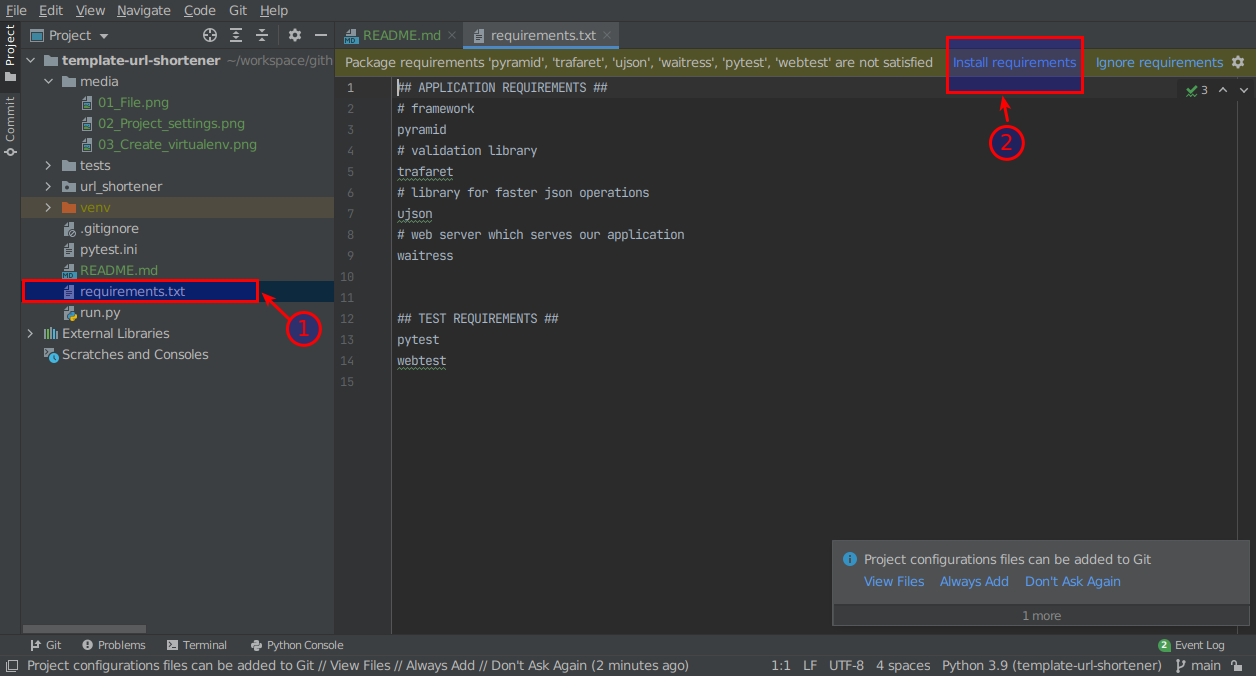 File Edit View Navigate Code Git Help
Project
Commit
Project
README.md
requirements.txt
template-url-shortener ~/workspace/gith
media
01_File.png
02_Project_settings.png
03_Create_virtualenv.png
tests
url_shortener
venv
.gitignore
pytest.ini
README.md
requirements.txt
run.py
External Libraries
Scratches and Consoles
1
Package requirements 'pyramid', 'trafaret', 'ujson', 'waitress', 'pytest', 'webtest' are not satisfied Install requirements Ignore requirements
2
3
1 ## APPLICATION REQUIREMENTS ##
2 # framework
3 pyramid
4 # validation library
5 trafaret
6 # library for faster json operations
7 ujson
8 # web server which serves our application
9 waitress
10
11
12 ## TEST REQUIREMENTS ##
13 pytest
14 webtest
15
Project configurations files can be added to Git
View Files Always Add Don't Ask Again
1 more
Git Problems Terminal Python Console 2 Event Log
Project configurations files can be added to Git // View Files // Always Add // Don't Ask Again (2 minutes ago) 1:1 LF UTF-8 4 spaces Python 3.9 (template-url-shortener) main